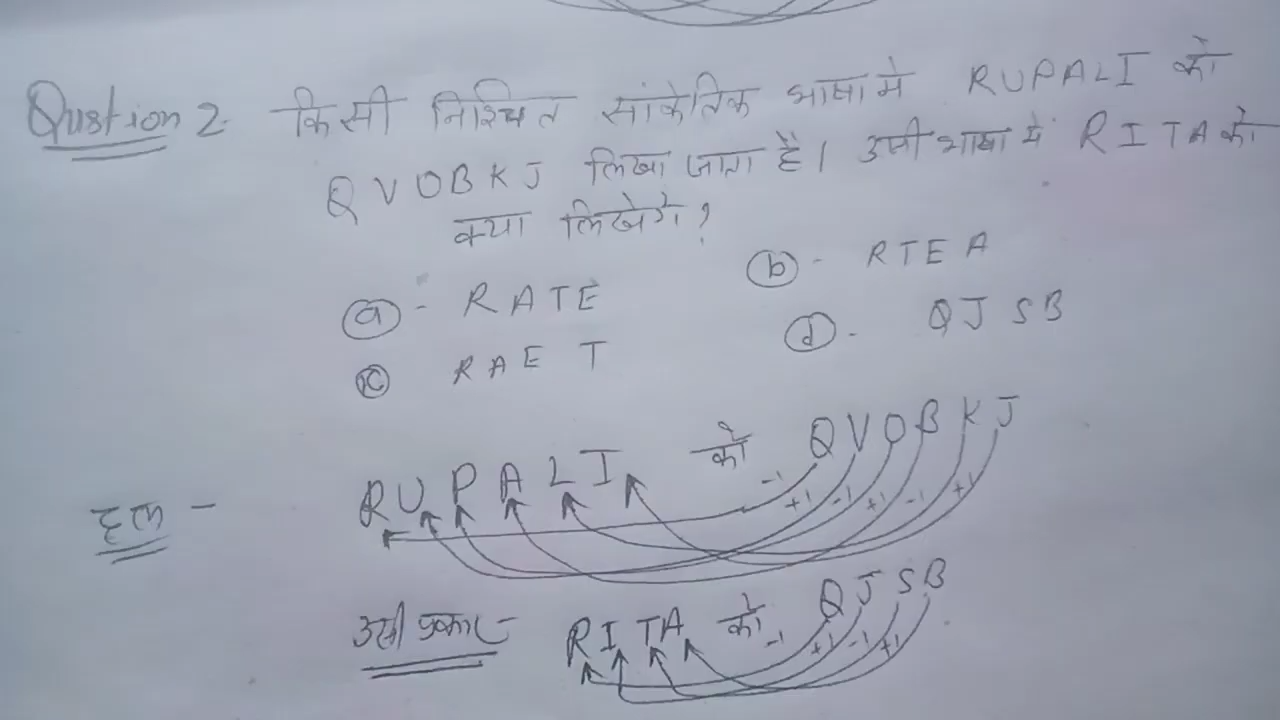 Qustion 2. किसी निश्चित सांकेतिक भाषा मे RUPALI को
QVOBKJ लिखा जाता है। उसी भाषा मे RITA को
क्या लिखेगे?
(a) - RATE (b) - RTEA
(c) RAET (d) - QJSB
हल - RUPALI को QVOBKJ
-1 +1 -1 +1 -1 +1
उसी प्रकार - RITA को QJSB
-1 +1 -1 +1